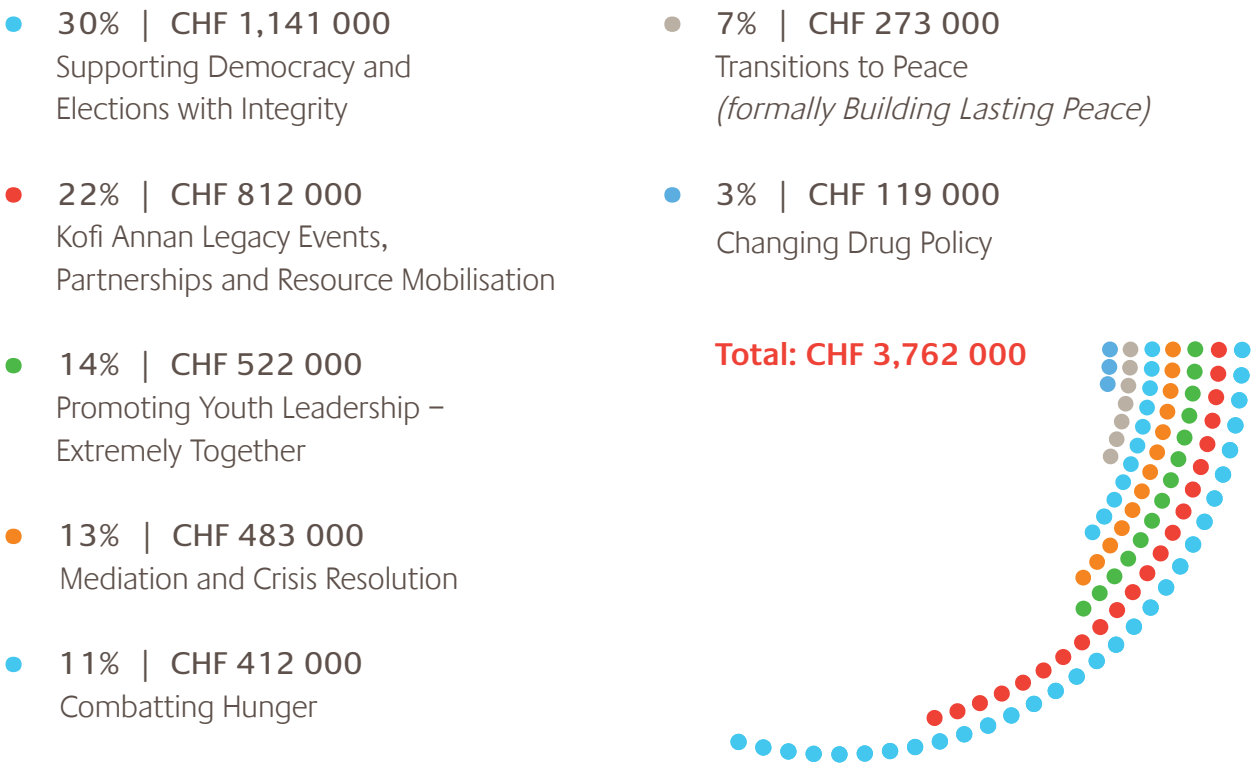 30% | CHF 1,141 000
Supporting Democracy and
Elections with Integrity
22% | CHF 812 000
Kofi Annan Legacy Events,
Partnerships and Resource Mobilisation
14% | CHF 522 000
Promoting Youth Leadership –
Extremely Together
13% | CHF 483 000
Mediation and Crisis Resolution
11% | CHF 412 000
Combatting Hunger
7% | CHF 273 000
Transitions to Peace
(formally Building Lasting Peace)
3% | CHF 119 000
Changing Drug Policy
Total: CHF 3,762 000